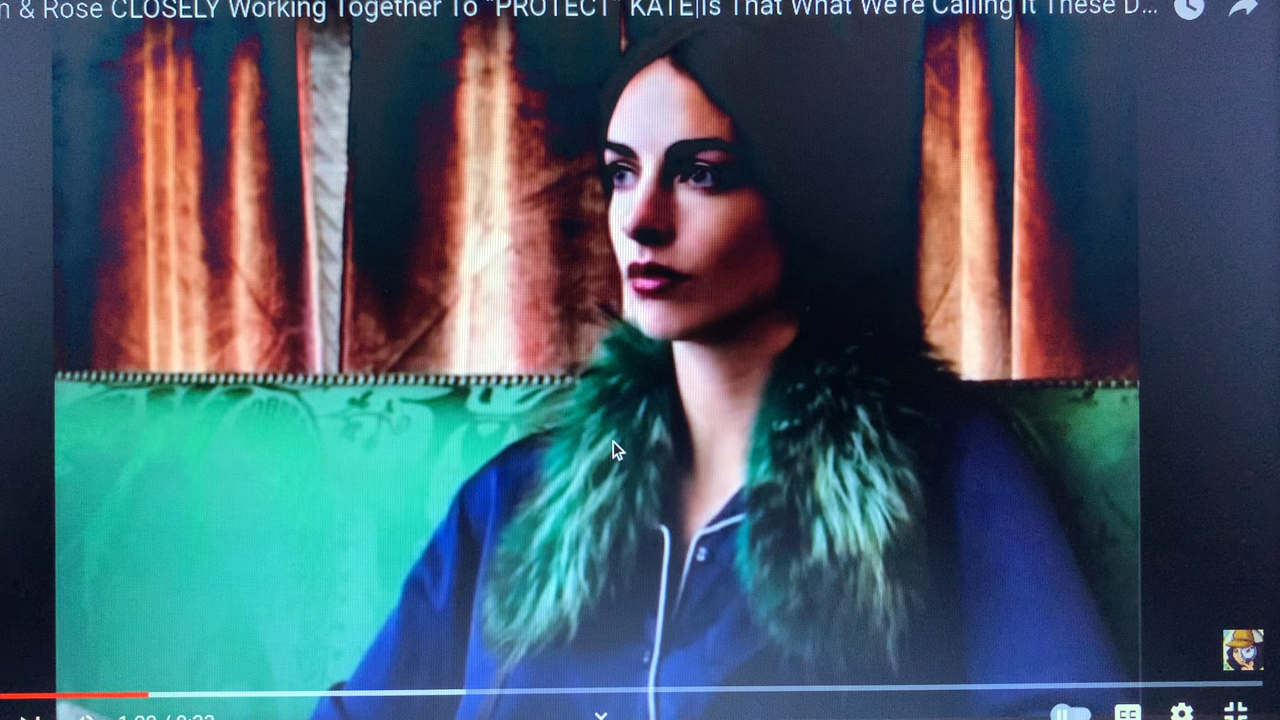 & Rose CLOSELY Working Together To "PROTECT" KATE|Is That What We're Calling It These D...